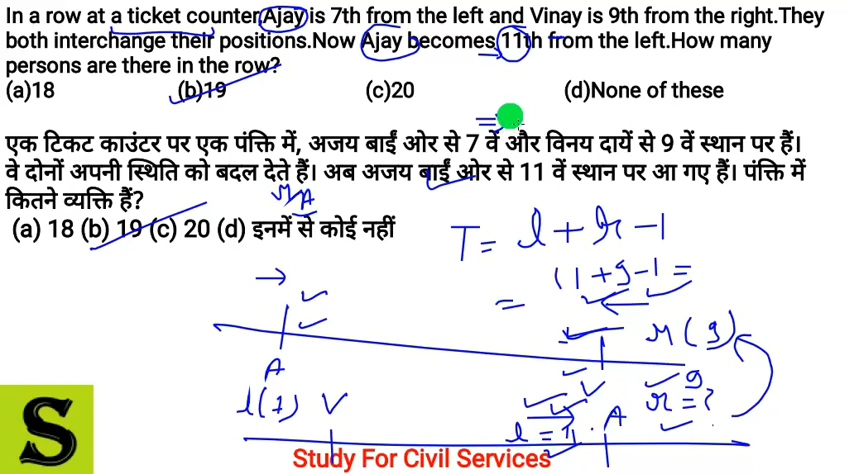 In a row at a ticket counter,Ajay is 7th from the left and Vinay is 9th from the right.They
both interchange their positions.Now Ajay becomes 11th from the left.How many
persons are there in the row?
(a)18 (b)19 (c)20 (d)None of these
=
एक टिकट काउंटर पर एक पंक्ति में, अजय बाईं ओर से 7 वें और विनय दायें से 9 वें स्थान पर हैं।
वे दोनों अपनी स्थिति को बदल देते हैं। अब अजय बाईं ओर से 11 वें स्थान पर आ गए हैं। पंक्ति में
कितने व्यक्ति हैं?
(a) 18 (b) 19 (c) 20 (d) इनमें से कोई नहीं
T = l + r - 1
11 + 9 - 1 =
=
r (9)
A V 9
l (7) V r = ?
l = 11 A
S
Study For Civil Services